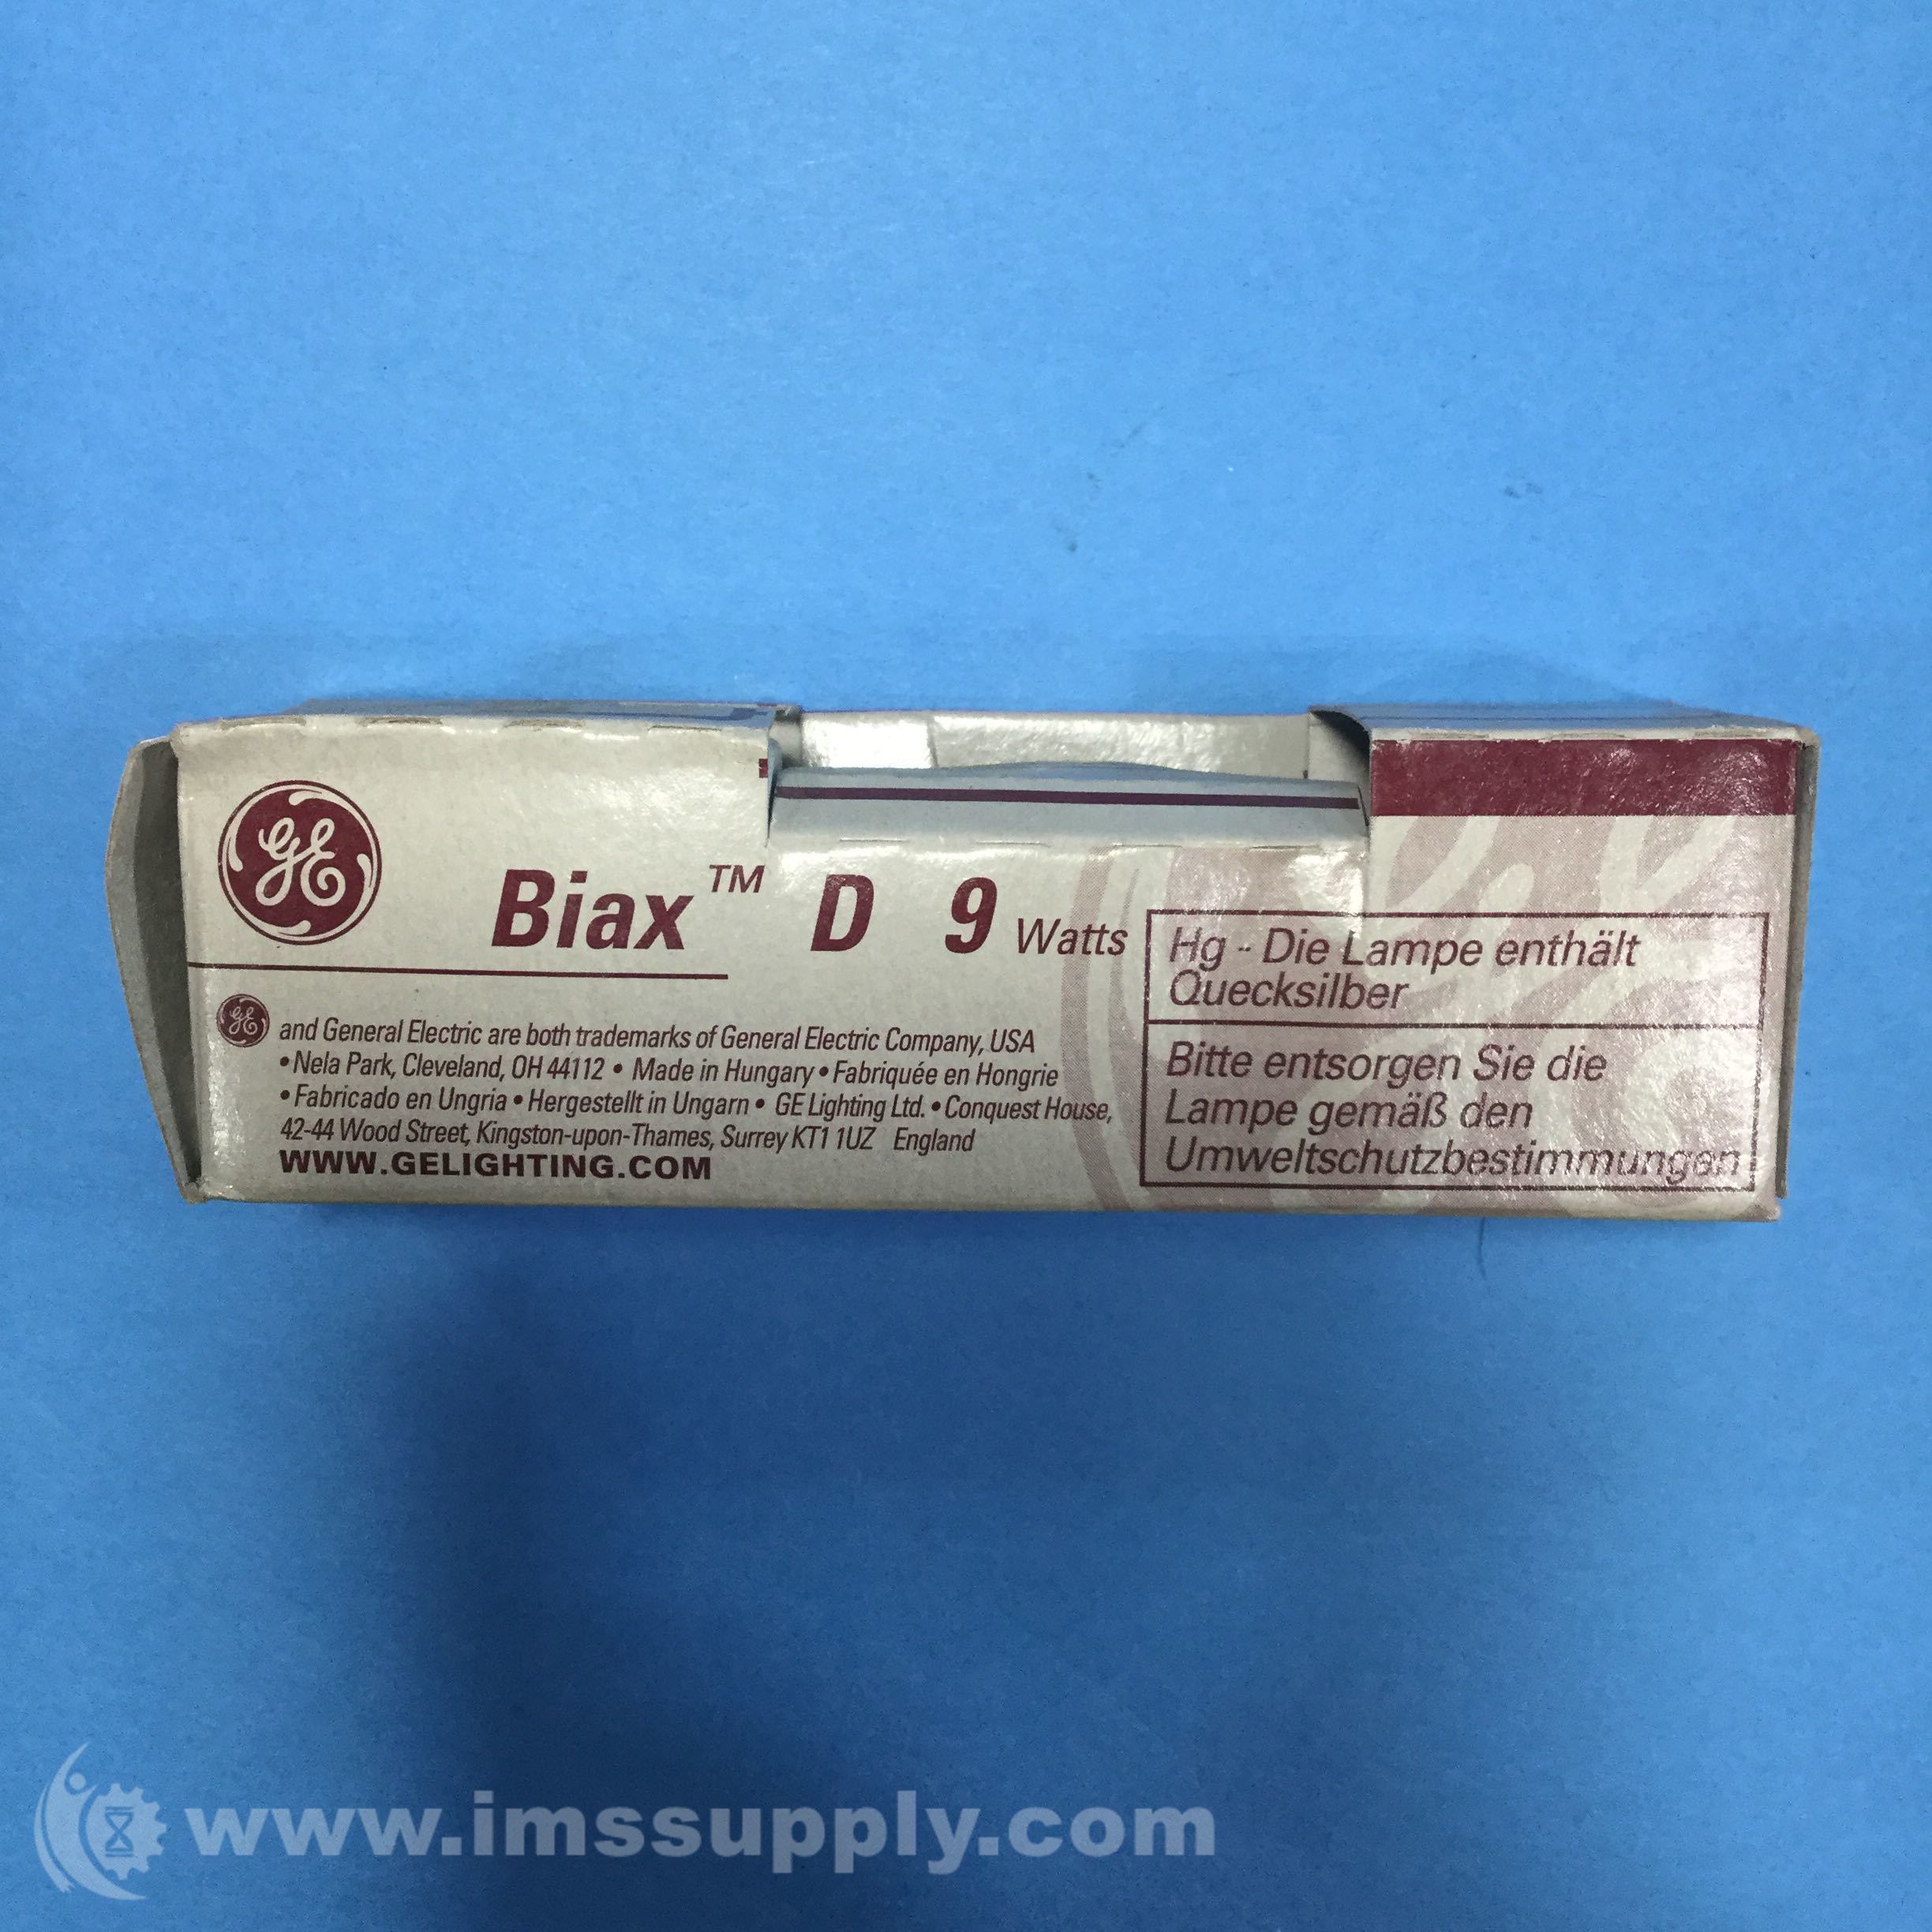 GE
Biax™ D 9 Watts
GE and General Electric are both trademarks of General Electric Company, USA
• Nela Park, Cleveland, OH 44112 • Made in Hungary • Fabriquée en Hongrie
• Fabricado en Ungria • Hergestellt in Ungarn • GE Lighting Ltd. • Conquest House,
42-44 Wood Street, Kingston-upon-Thames, Surrey KT1 1UZ England
WWW.GELIGHTING.COM
Hg - Die Lampe enthält
Quecksilber
Bitte entsorgen Sie die
Lampe gemäß den
Umweltschutzbestimmungen
www.imssupply.com